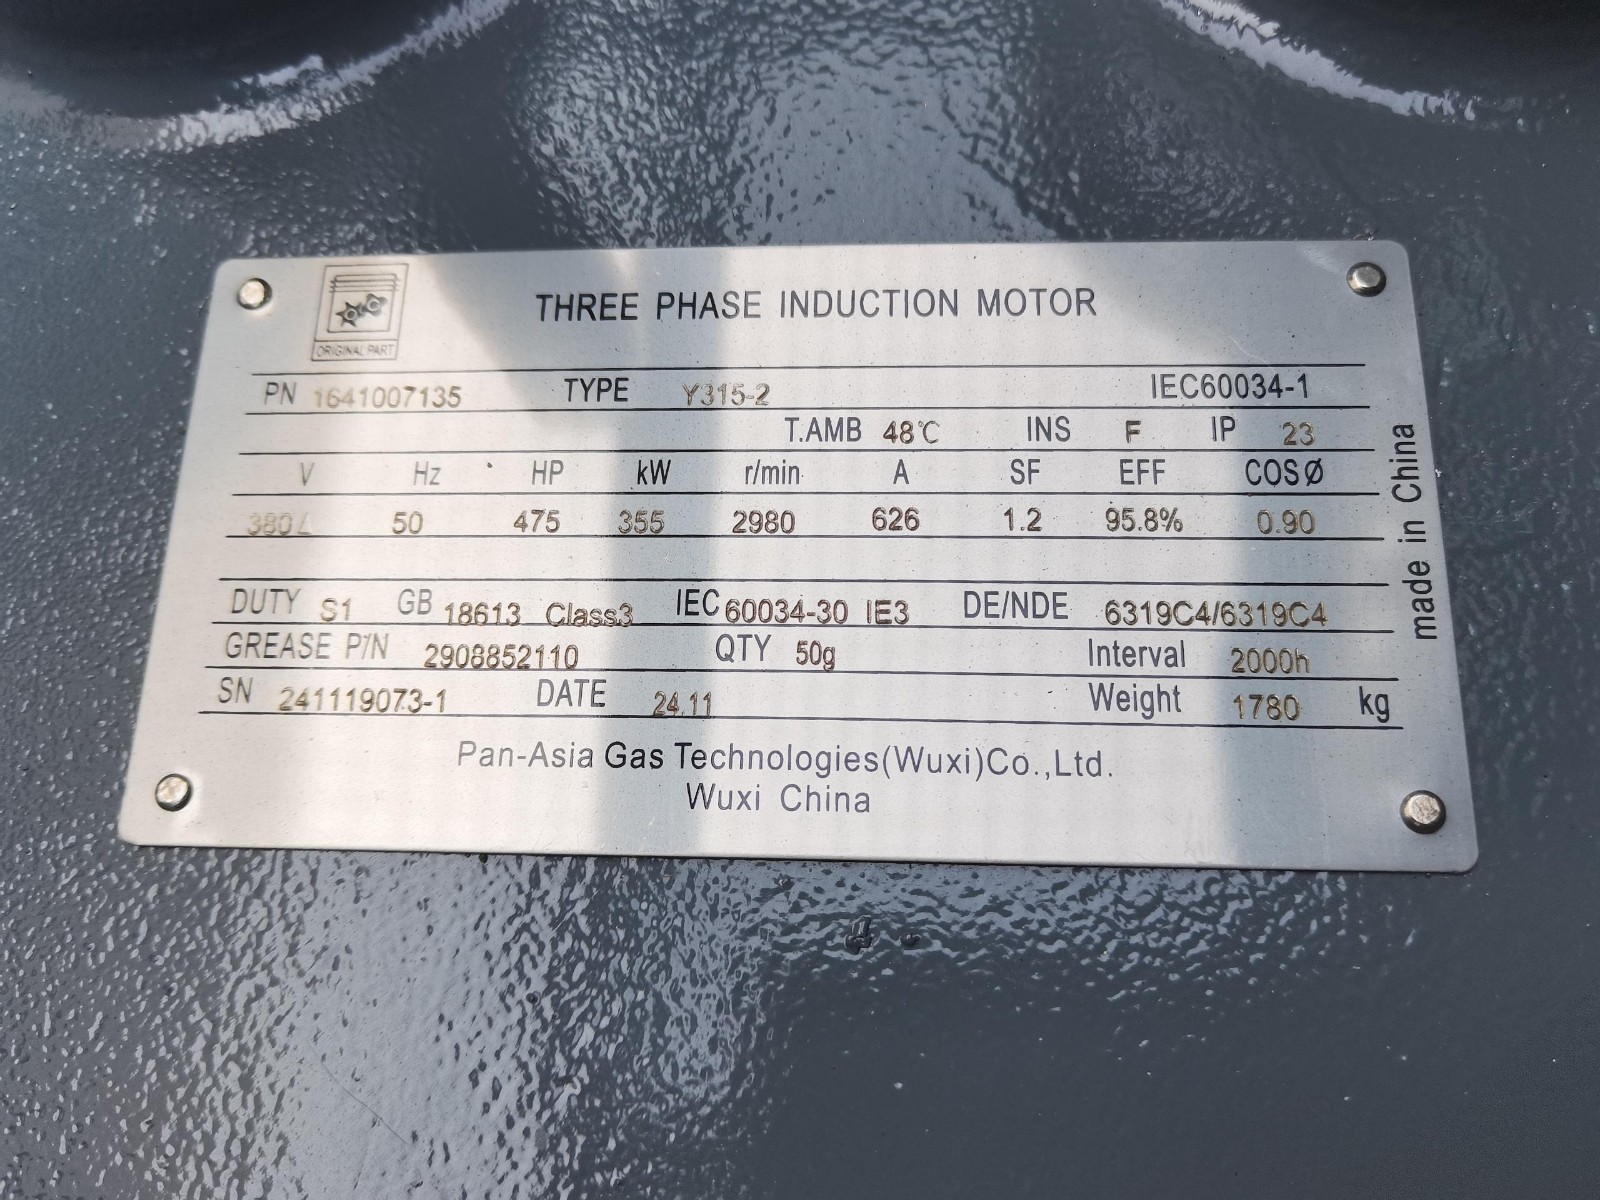 ORIGINAL PART
THREE PHASE INDUCTION MOTOR
PN 1641007135 TYPE Y315-2 IEC60034-1
T.AMB 48℃ INS F IP 23
V Hz HP kW r/min A SF EFF COSØ
380△ 50 475 355 2980 626 1.2 95.8% 0.90
DUTY S1 GB 18613 Class3 IEC 60034-30 IE3 DE/NDE 6319C4/6319C4
GREASE P/N 2908852110 QTY 50g Interval 2000h
SN 241119073-1 DATE 24.11 Weight 1780 kg
Pan-Asia Gas Technologies(Wuxi)Co.,Ltd.
Wuxi China
made in China